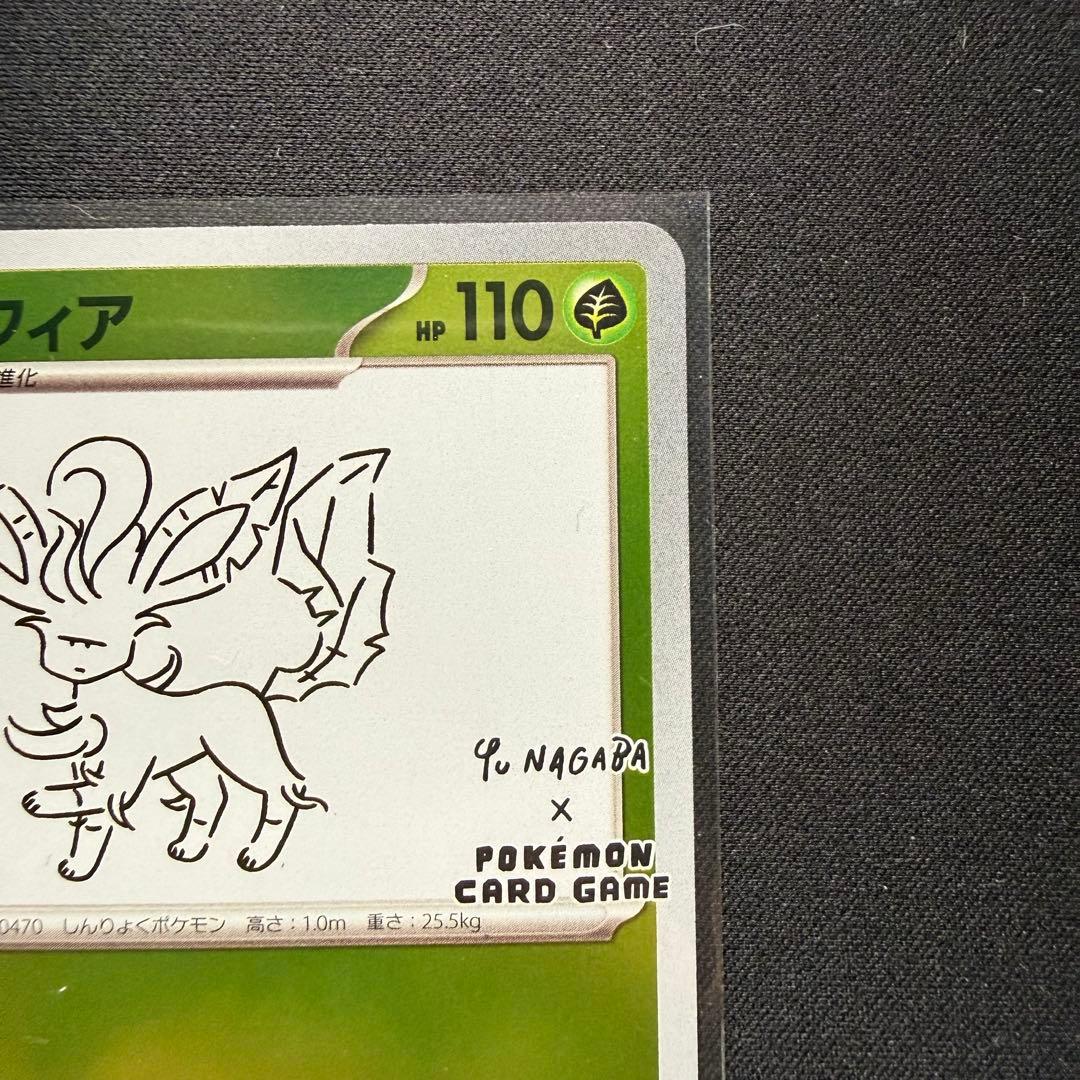 フィア HP 110
進化
Yu NAGABA
×
POKÉMON
CARD GAME
0470 しんりょくポケモン 高さ：1.0m 重さ：25.5kg